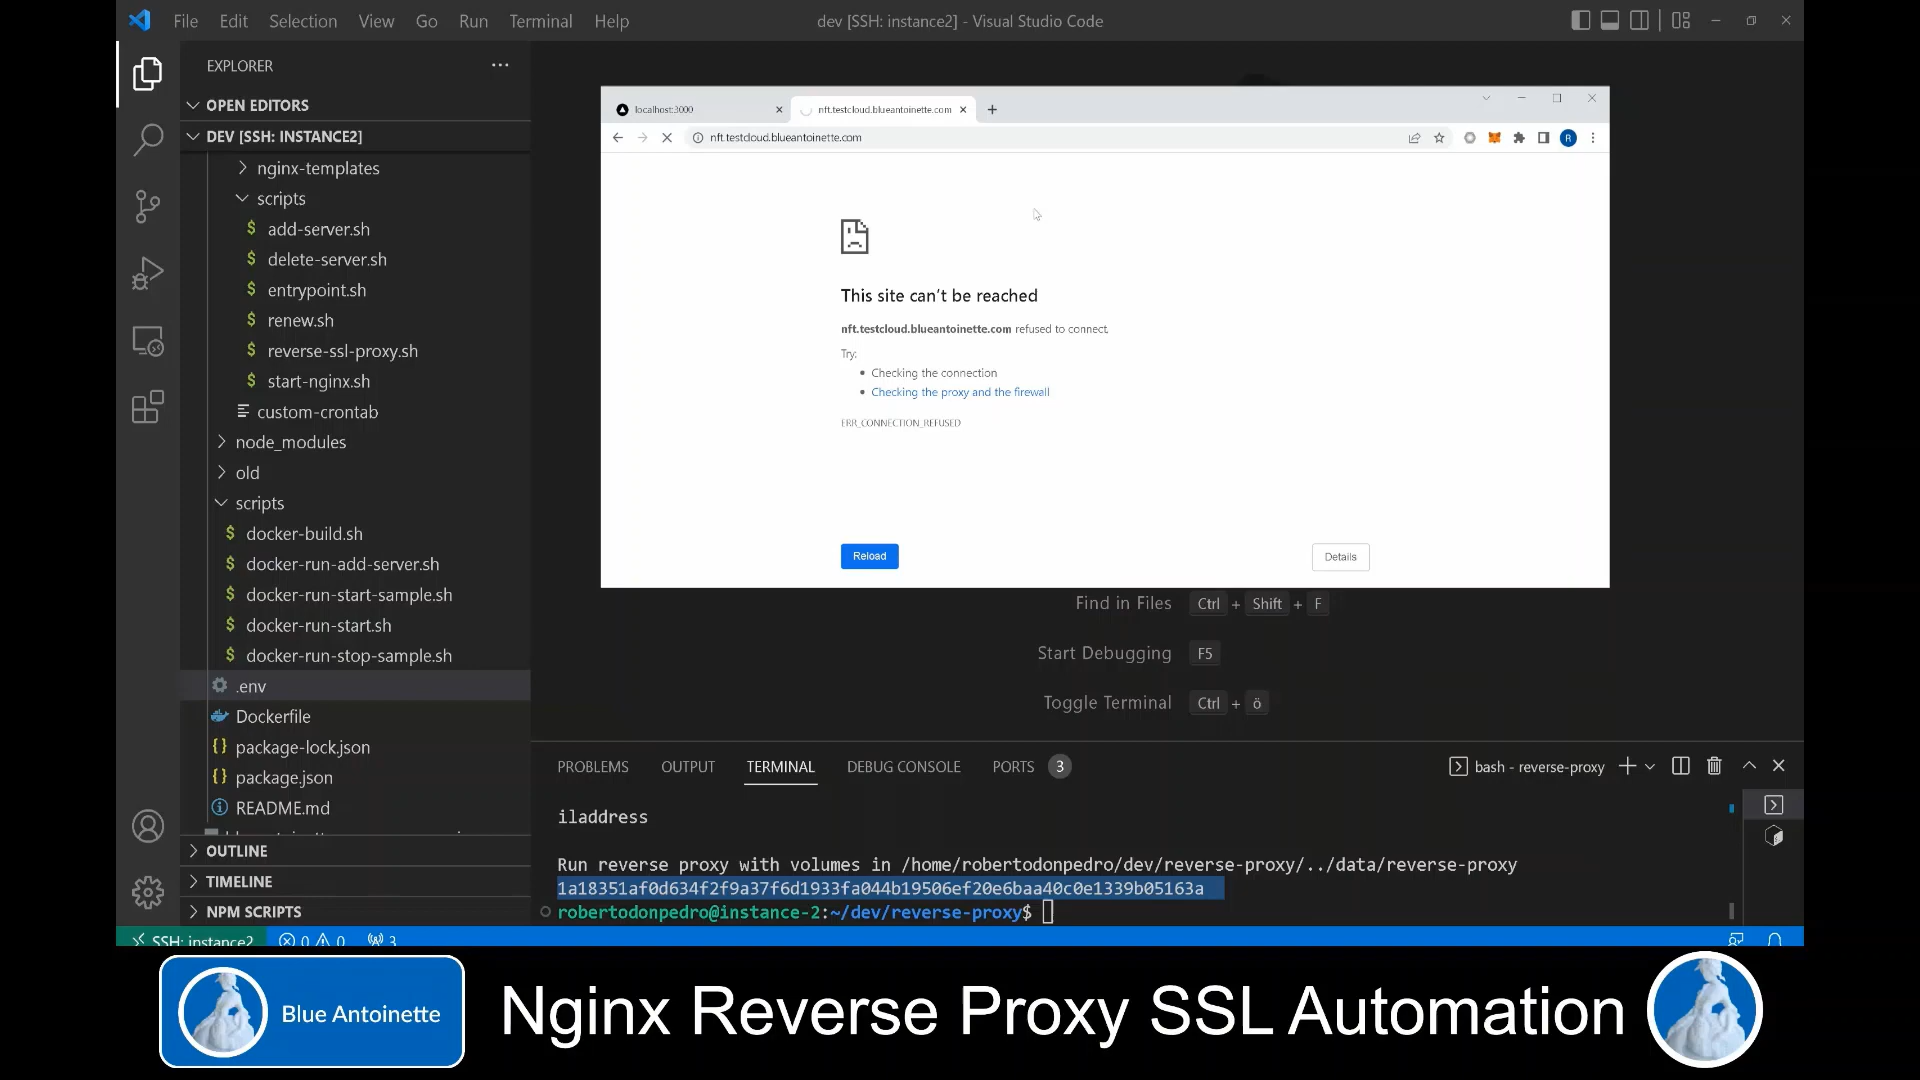 File Edit Selection View Go Run Terminal Help
dev [SSH: instance2] - Visual Studio Code
EXPLORER
OPEN EDITORS
DEV [SSH: INSTANCE2]
nginx-templates
scripts
$ add-server.sh
$ delete-server.sh
$ entrypoint.sh
$ renew.sh
$ reverse-ssl-proxy.sh
$ start-nginx.sh
custom-crontab
node_modules
old
scripts
$ docker-build.sh
$ docker-run-add-server.sh
$ docker-run-start-sample.sh
$ docker-run-start.sh
$ docker-run-stop-sample.sh
.env
Dockerfile
{} package-lock.json
{} package.json
README.md
OUTLINE
TIMELINE
NPM SCRIPTS
localhost:3000
nft.testcloud.blueantoinette.com
nft.testcloud.blueantoinette.com
R
This site can't be reached
nft.testcloud.blueantoinette.com refused to connect.
Try:
• Checking the connection
• Checking the proxy and the firewall
ERR_CONNECTION_REFUSED
Reload
Details
Find in Files Ctrl + Shift + F
Start Debugging F5
Toggle Terminal Ctrl + ö
PROBLEMS OUTPUT TERMINAL DEBUG CONSOLE PORTS 3
bash - reverse-proxy
iladdress
Run reverse proxy with volumes in /home/robertodonpedro/dev/reverse-proxy/../data/reverse-proxy
1a18351af0d634f2f9a37f6d1933fa044b19506ef20e6baa40c0e1339b05163a
robertodonpedro@instance-2:~/dev/reverse-proxy$
SSH: instance2 0 0 3
Blue Antoinette
Nginx Reverse Proxy SSL Automation